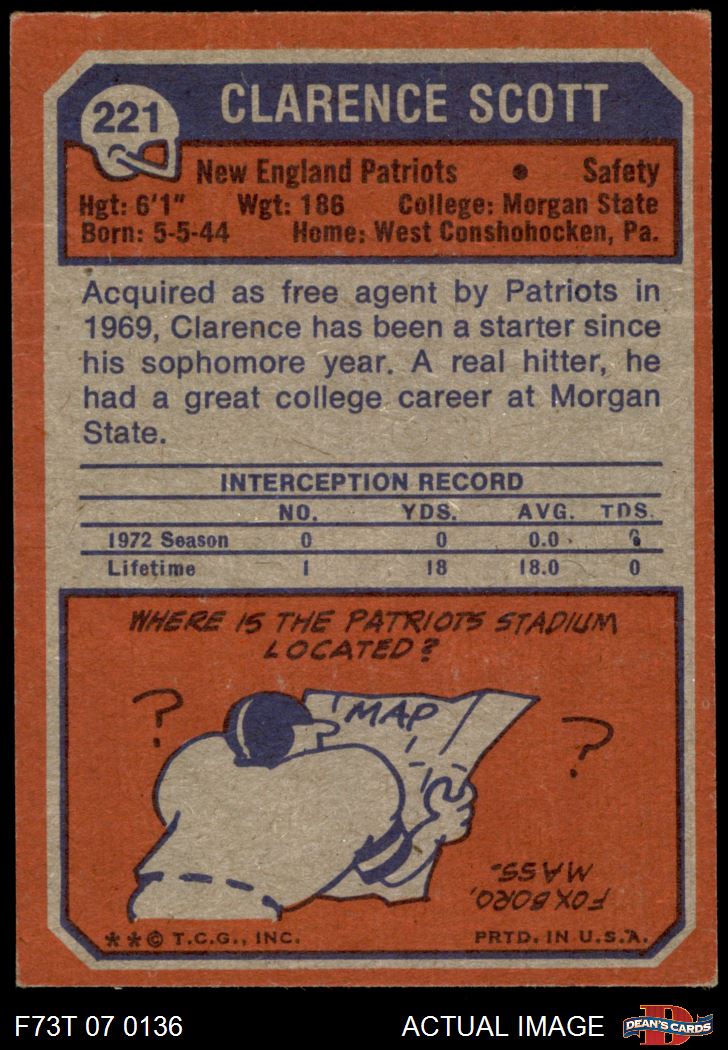 221
CLARENCE SCOTT
New England Patriots • Safety
Hgt: 6'1" Wgt: 186 College: Morgan State
Born: 5-5-44 Home: West Conshohocken, Pa.
Acquired as free agent by Patriots in
1969, Clarence has been a starter since
his sophomore year. A real hitter, he
had a great college career at Morgan
State.
INTERCEPTION RECORD
NO. YDS. AVG. TDS.
1972 Season 0 0 0.0 0
Lifetime 1 18 18.0 0
WHERE IS THE PATRIOTS STADIUM
LOCATED?
? MAP ?
FOXBORO,
MASS.
** © T.C.G., INC. PRTD. IN U.S.A.
F73T 07 0136 ACTUAL IMAGE
D
DEAN'S CARDS